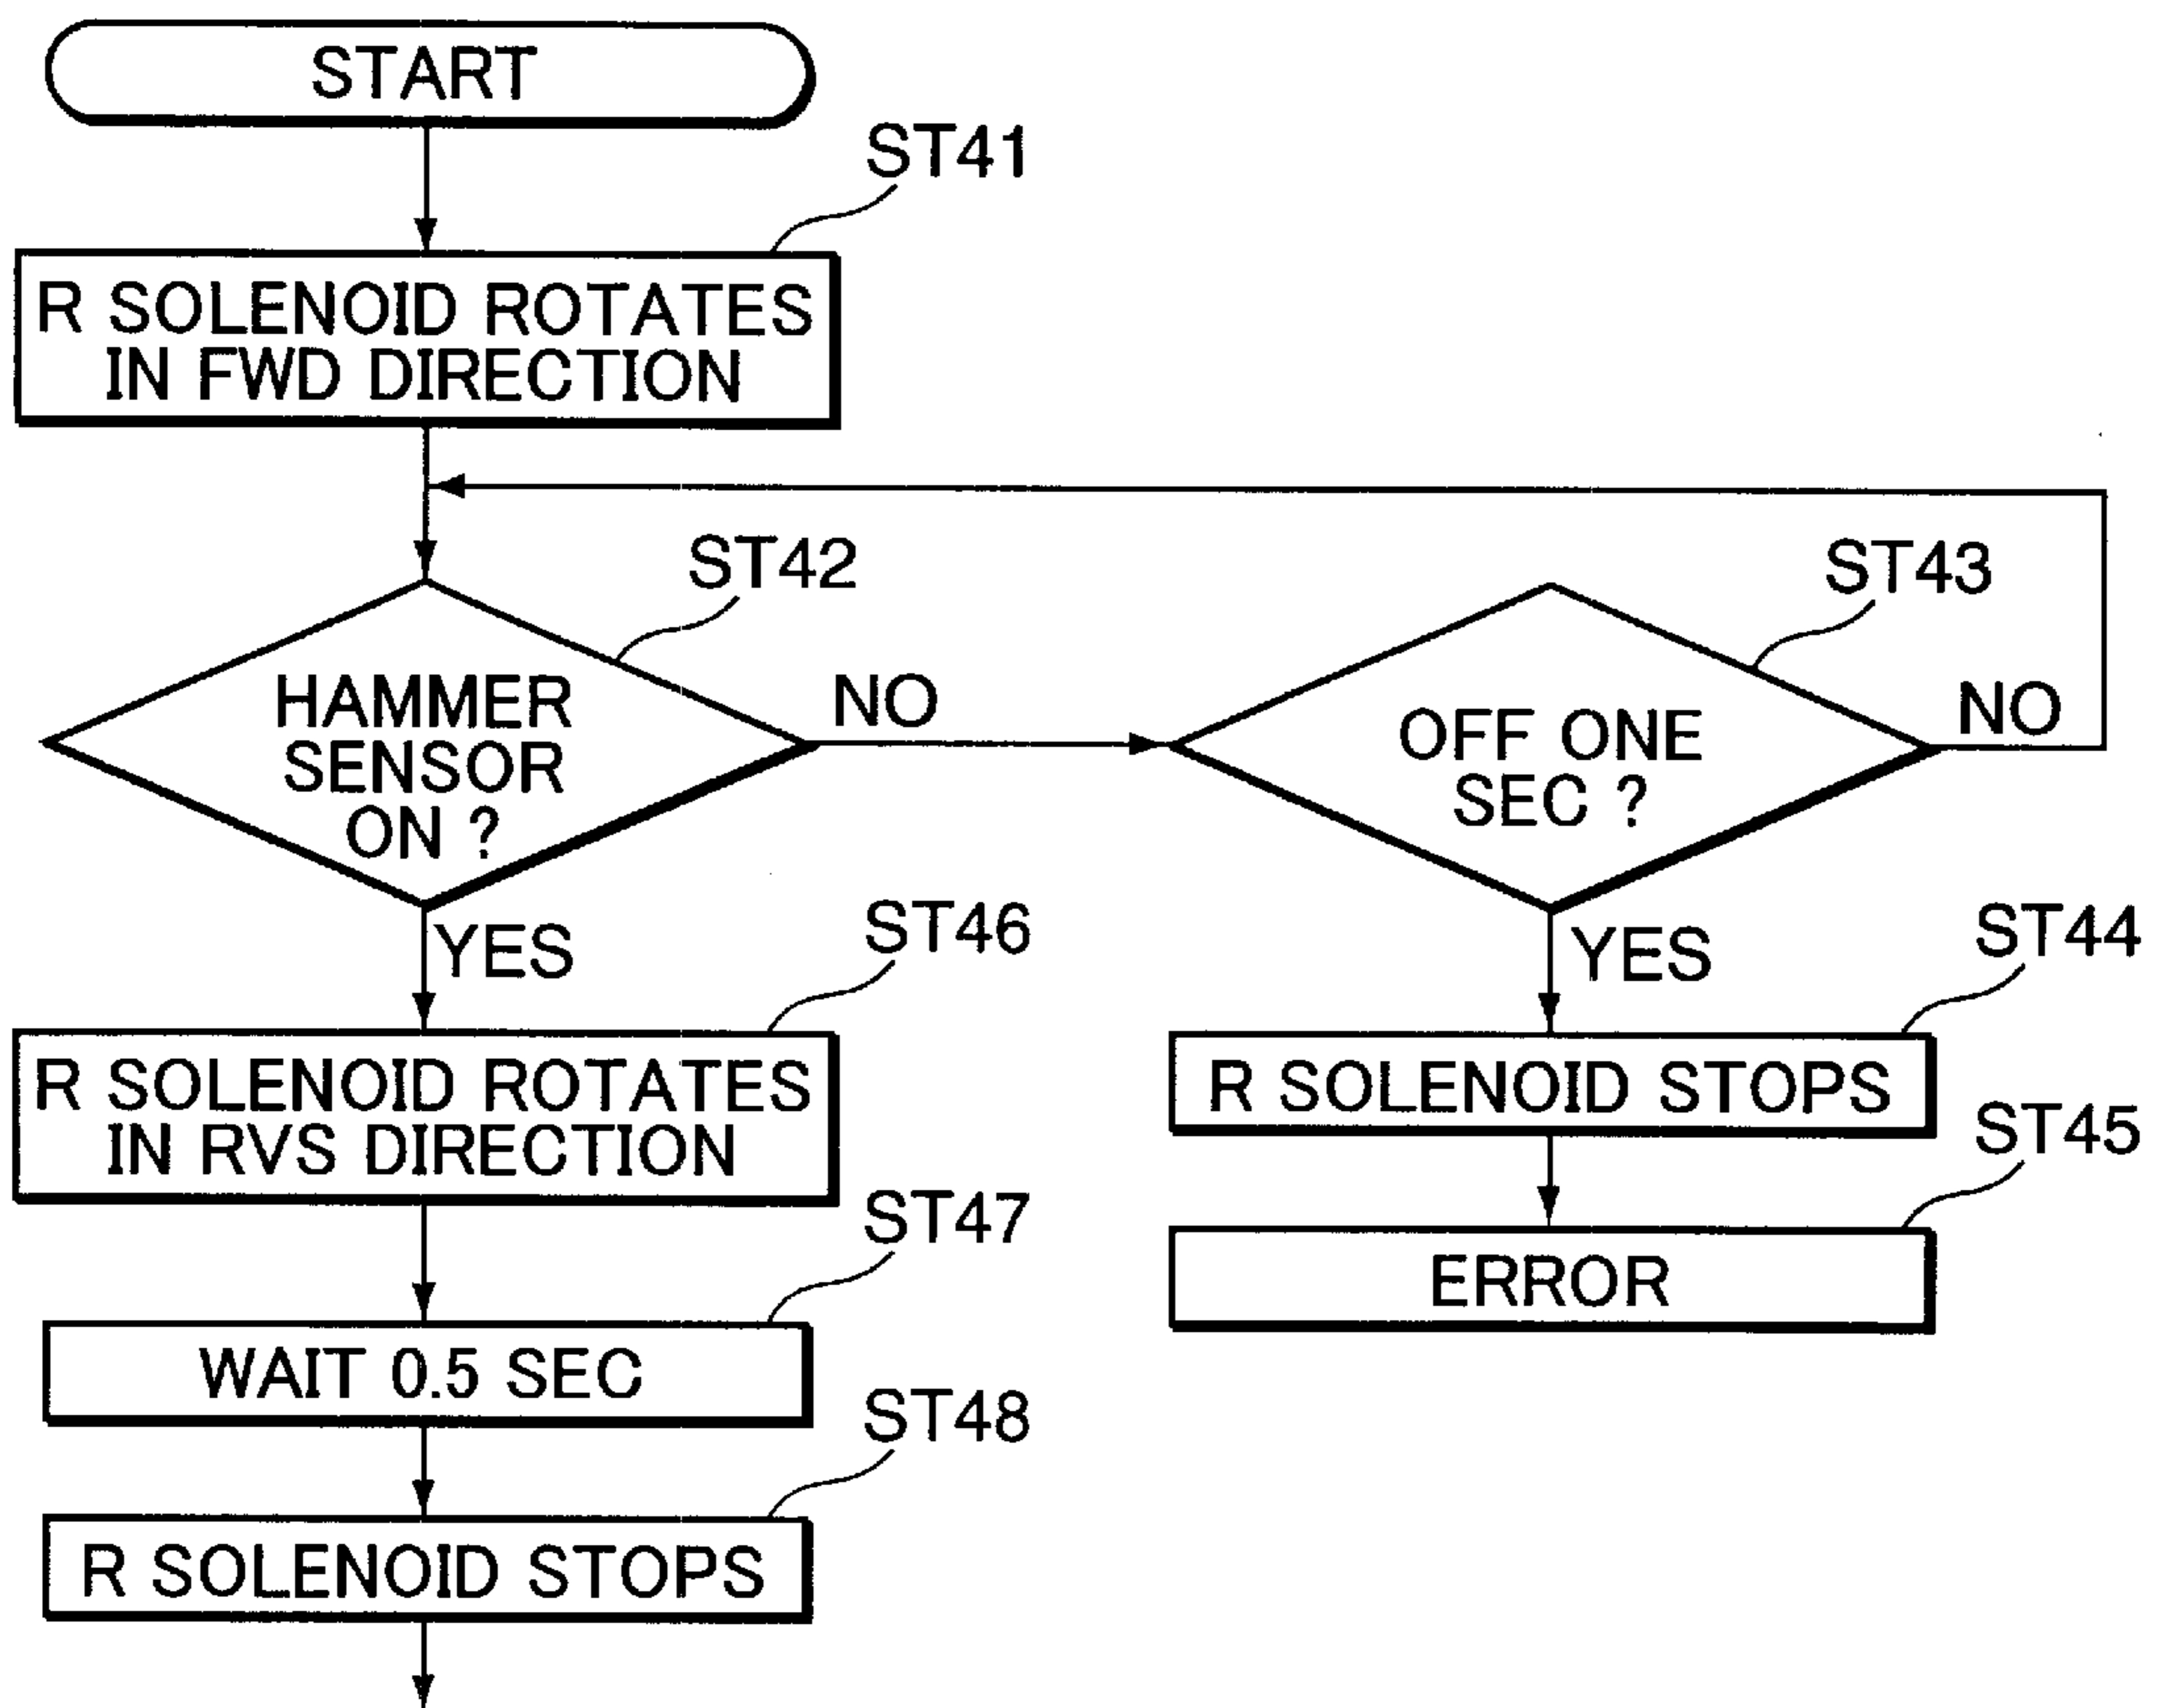 START
ST41
R SOLENOID ROTATES
IN FWD DIRECTION
ST42
HAMMER
SENSOR
ON ?
NO
ST43
OFF ONE
SEC ?
NO
YES
ST46
R SOLENOID ROTATES
IN RVS DIRECTION
ST47
WAIT 0.5 SEC
ST48
R SOLENOID STOPS
YES
ST44
R SOLENOID STOPS
ST45
ERROR